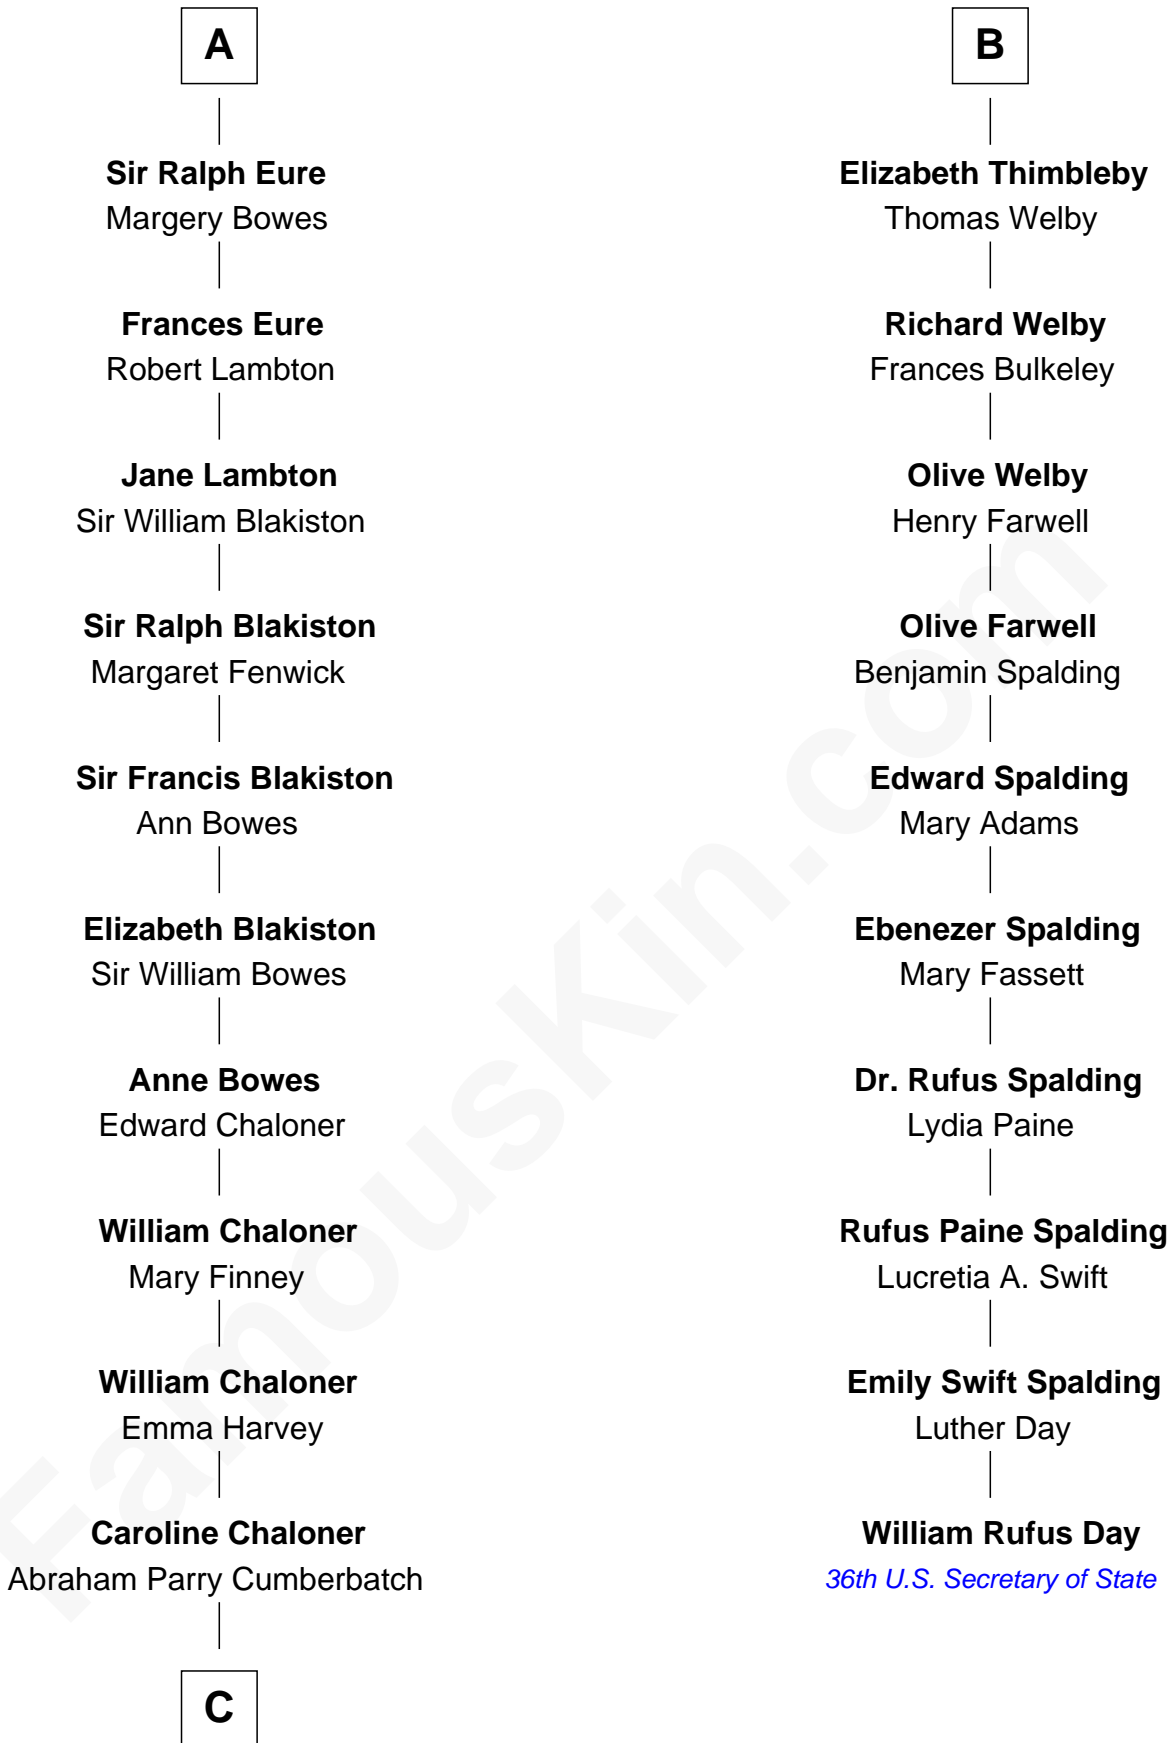 A
Sir Ralph Eure
Margery Bowes
Frances Eure
Robert Lambton
Jane Lambton
Sir William Blakiston
Sir Ralph Blakiston
Margaret Fenwick
Sir Francis Blakiston
Ann Bowes
Elizabeth Blakiston
Sir William Bowes
Anne Bowes
Edward Chaloner
William Chaloner
Mary Finney
William Chaloner
Emma Harvey
Caroline Chaloner
Abraham Parry Cumberbatch
C
B
Elizabeth Thimbleby
Thomas Welby
Richard Welby
Frances Bulkeley
Olive Welby
Henry Farwell
Olive Farwell
Benjamin Spalding
Edward Spalding
Mary Adams
Ebenezer Spalding
Mary Fassett
Dr. Rufus Spalding
Lydia Paine
Rufus Paine Spalding
Lucretia A. Swift
Emily Swift Spalding
Luther Day
William Rufus Day
36th U.S. Secretary of State
FamousKin.com